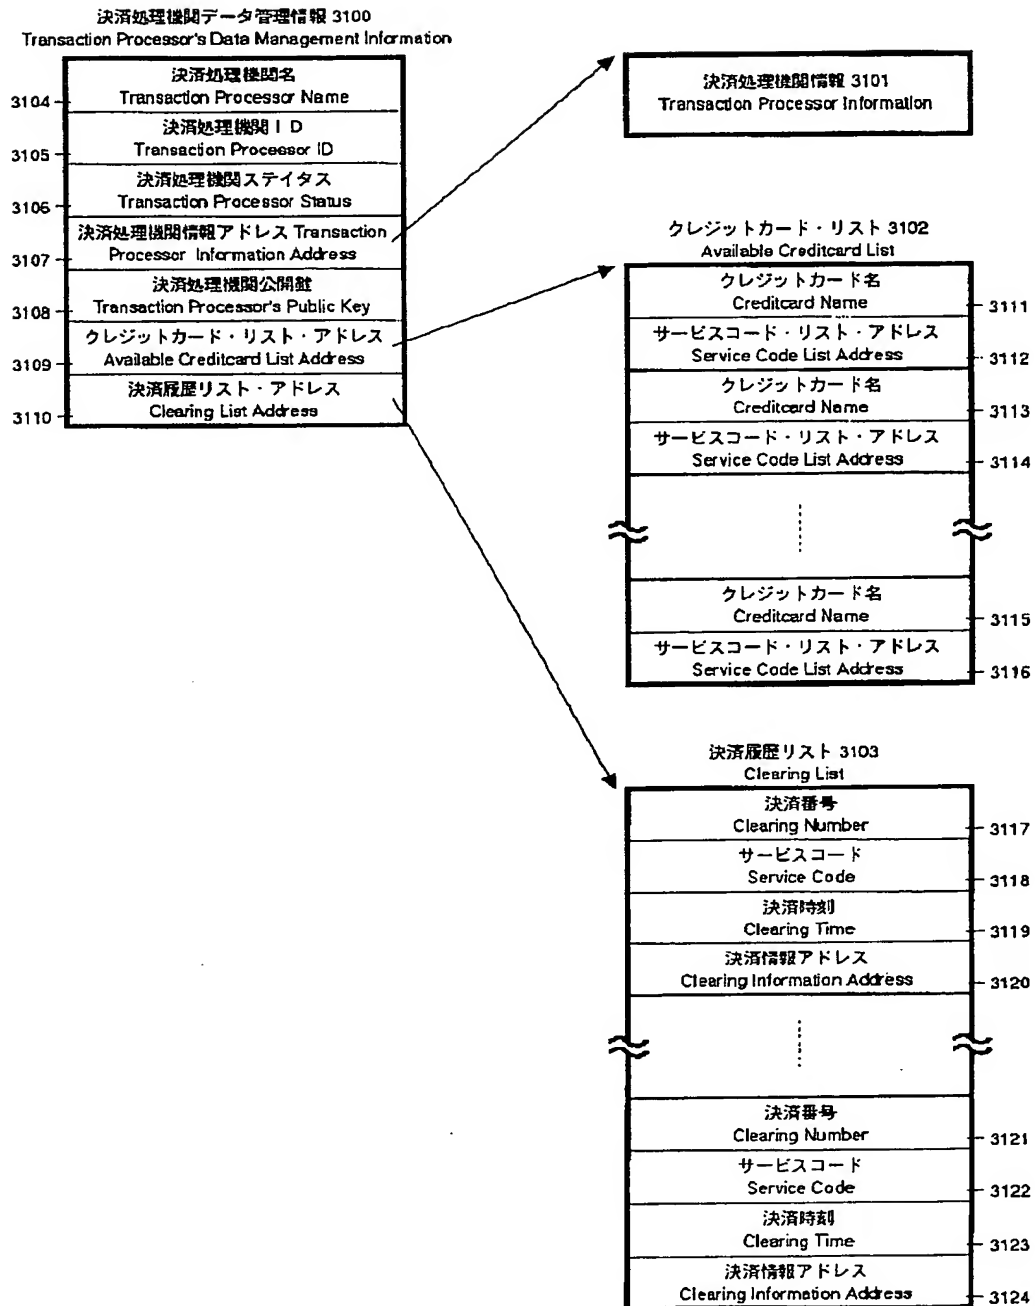 決済処理機関データ管理情報 3100
Transaction Processor's Data Management Information
決済処理機関名
Transaction Processor Name
3104
決済処理機関ID
Transaction Processor ID
3105
決済処理機関ステイタス
Transaction Processor Status
3106
決済処理機関情報アドレス Transaction
Processor Information Address
3107
決済処理機関公開鍵
Transaction Processor's Public Key
3108
クレジットカード・リスト・アドレス
Available Creditcard List Address
3109
決済履歴リスト・アドレス
Clearing List Address
3110
決済処理機関情報 3101
Transaction Processor Information
クレジットカード・リスト 3102
Available Creditcard List
クレジットカード名
Creditcard Name
3111
サービスコード・リスト・アドレス
Service Code List Address
3112
クレジットカード名
Creditcard Name
3113
サービスコード・リスト・アドレス
Service Code List Address
3114
クレジットカード名
Creditcard Name
3115
サービスコード・リスト・アドレス
Service Code List Address
3116
決済履歴リスト 3103
Clearing List
決済番号
Clearing Number
3117
サービスコード
Service Code
3118
決済時刻
Clearing Time
3119
決済情報アドレス
Clearing Information Address
3120
決済番号
Clearing Number
3121
サービスコード
Service Code
3122
決済時刻
Clearing Time
3123
決済情報アドレス
Clearing Information Address
3124